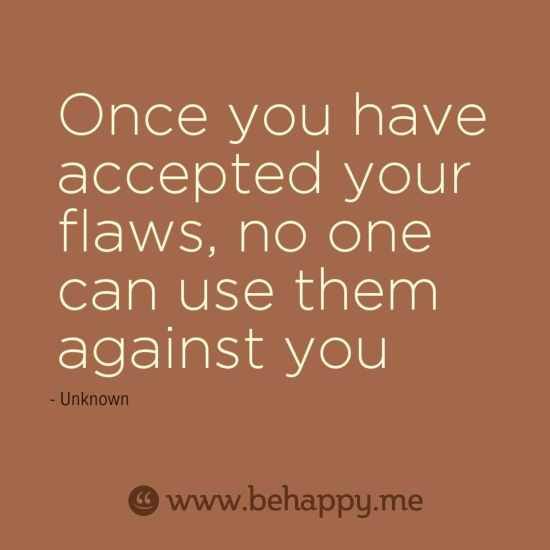 Once you have
accepted your
flaws, no one
can use them
against you
- Unknown
www.behappy.me